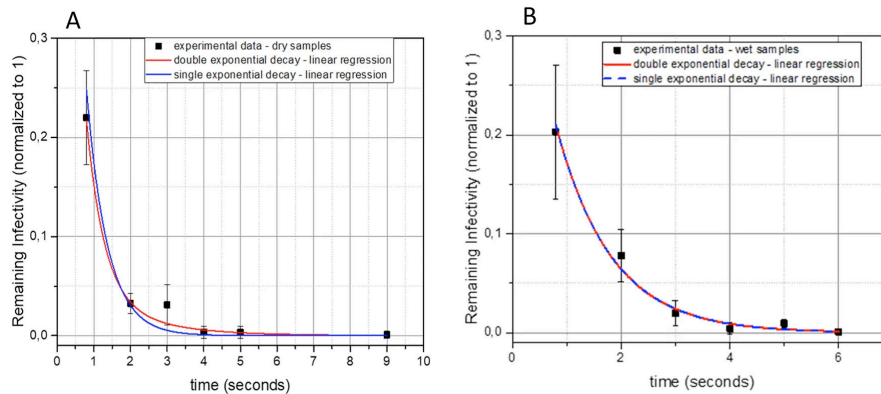 A
0,3
experimental data - dry samples
double exponential decay - linear regression
single exponential decay - linear regression
0,2
0,1
0,0
Remaining Infectivity (normalized to 1)
0 1 2 3 4 5 6 7 8 9 10
time (seconds)
B
0,3
experimental data - wet samples
double exponential decay - linear regression
single exponential decay - linear regression
0,2
0,1
0,0
Remaining Infectivity (normalized to 1)
0 2 4 6
time (seconds)